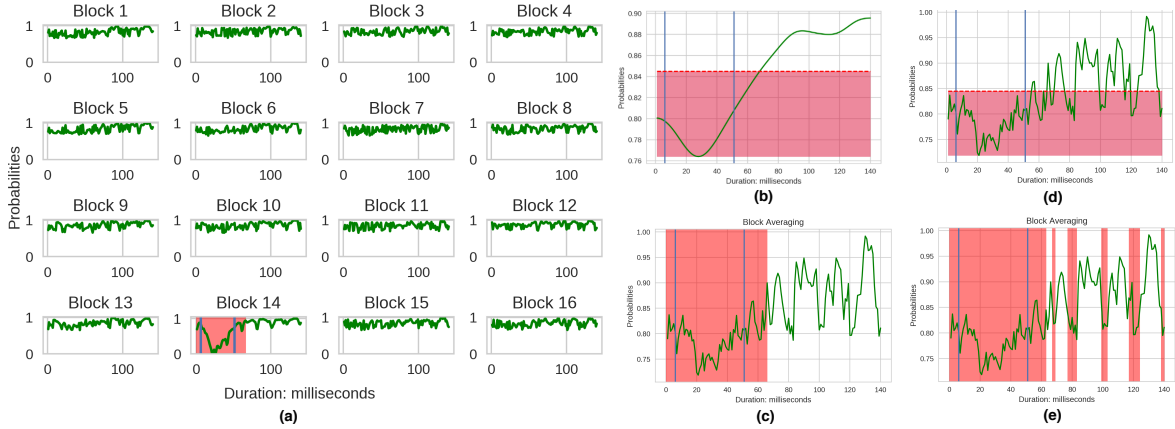 Block 1 Block 2 Block 3 Block 4
1 1 1 1
0 0 0 0
0 100 0 100 0 100 0 100
Block 5 Block 6 Block 7 Block 8
1 1 1 1
0 0 0 0
0 100 0 100 0 100 0 100
Block 9 Block 10 Block 11 Block 12
1 1 1 1
0 0 0 0
0 100 0 100 0 100 0 100
Block 13 Block 14 Block 15 Block 16
1 1 1 1
0 0 0 0
0 100 0 100 0 100 0 100
Probabilities
Duration: milliseconds
(a)
0.90
0.88
0.86
0.84
0.82
0.80
0.78
0.76
Probabilities
0 20 40 60 80 100 120 140
Duration: milliseconds
(b)
1.00
0.95
0.90
0.85
0.80
0.75
Probabilities
0 20 40 60 80 100 120 140
Duration: milliseconds
(d)
Block Averaging
1.00
0.95
0.90
0.85
0.80
0.75
Probabilities
0 20 40 60 80 100 120 140
Duration: milliseconds
(c)
Block Averaging
1.00
0.95
0.90
0.85
0.80
0.75
Probabilities
0 20 40 60 80 100 120 140
Duration: milliseconds
(e)